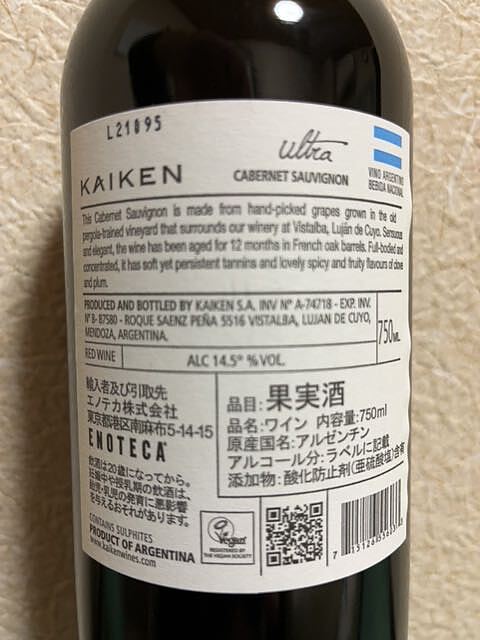 L21095
KAIKEN
ultra
CABERNET SAUVIGNON
VINO ARGENTINO
BEBIDA NACIONAL
This Cabernet Sauvignon is made from hand-picked grapes grown in the old
pergola-trained vineyard that surrounds our winery at Vistalba, Luján de Cuyo. Sensuous
and elegant, the wine has been aged for 12 months in French oak barrels. Full-bodied and
concentrated, it has soft yet persistent tannins and lovely spicy and fruity flavours of clove
and plum.
PRODUCED AND BOTTLED BY KAIKEN S.A. INV Nº A-74718 - EXP. INV.
Nº B- B7580 - ROQUE SAENZ PEÑA 5516 VISTALBA, LUJAN DE CUYO,
MENDOZA, ARGENTINA.
750ML
RED WINE
ALC 14.5° % VOL.
輸入者及び引取先
エノテカ株式会社
東京都港区南麻布5-14-15
ENOTECA
飲酒は20歳になってから。
妊娠中や授乳期の飲酒は、
胎児・乳児の発育に悪影響
を与えるおそれがあります。
CONTAINS SULPHITES
PRODUCT OF ARGENTINA
www.kaikenwines.com
品目:果実酒
品名:ワイン 内容量:750ml
原産国名:アルゼンチン
アルコール分:ラベルに記載
添加物:酸化防止剤(亜硫酸塩)含有
Vegan
REGISTERED BY
THE VEGAN SOCIETY